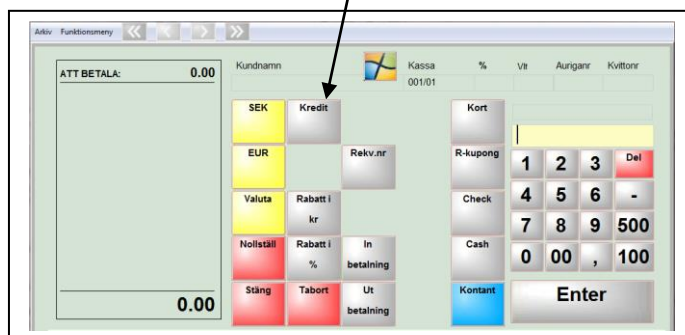 Arkiv Funktionsmeny
ATT BETALA: 0.00
Kundnamn Kassa % Vit Auriganr Kvittonr
001/01
SEK Kredit Kort
EUR Rekv.nr R-kupong 1 2 3 Del
Valuta Rabatt i kr Check 4 5 6 -
7 8 9 500
Nollställ Rabatt i % In betalning Cash 0 00 , 100
Stäng Tabort Ut betalning Kontant Enter
0.00